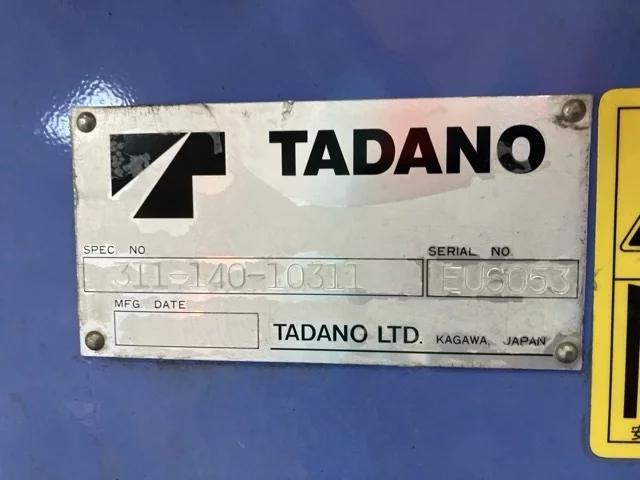 TADANO
SPEC. NO. SERIAL NO.
311-140-10311 EU6053
MFG. DATE
TADANO LTD. KAGAWA, JAPAN